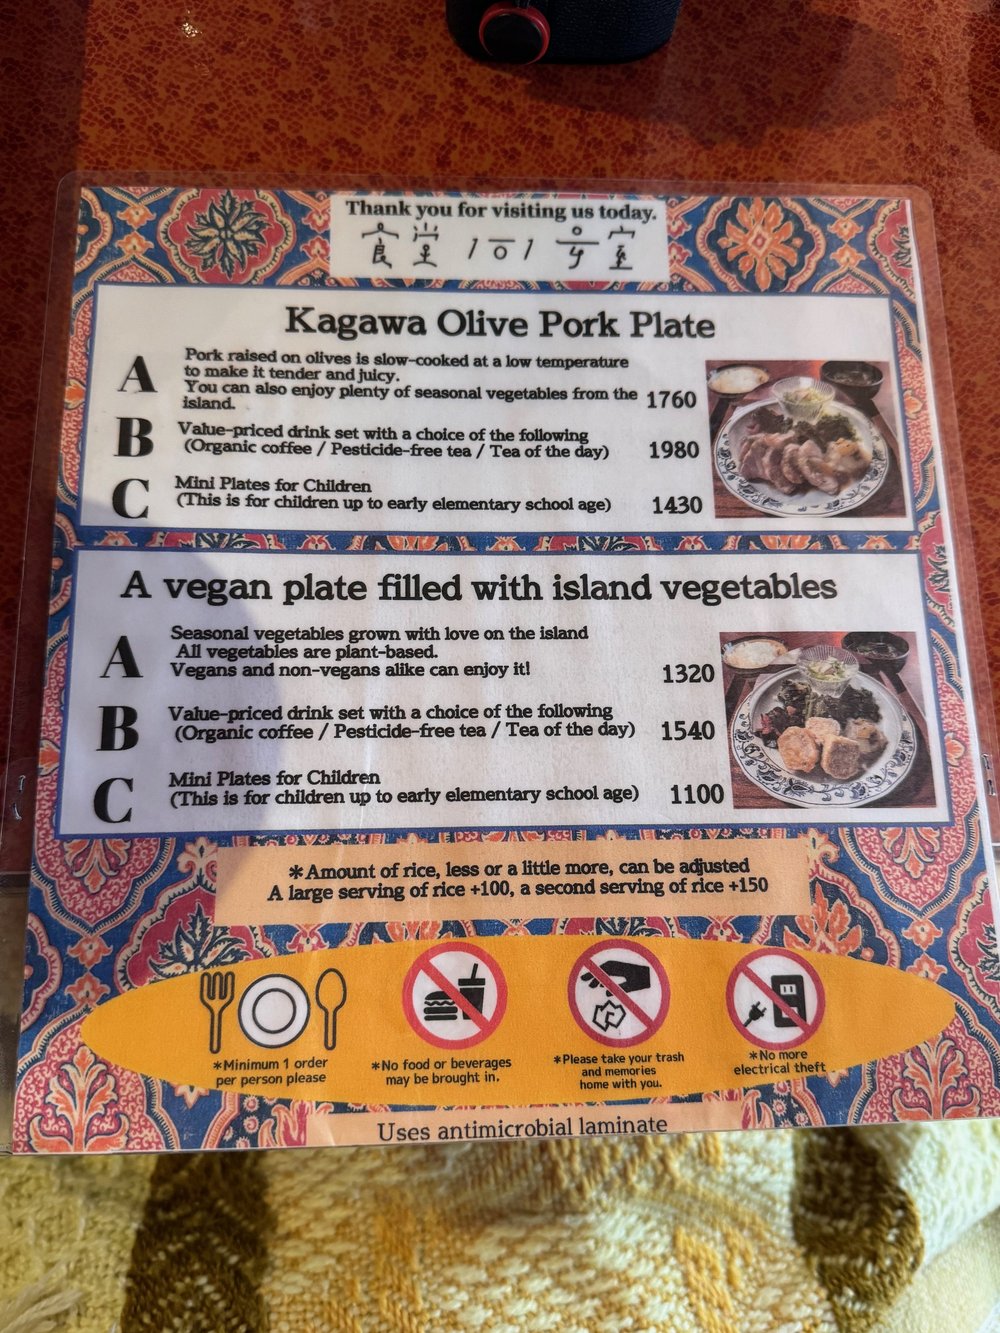 Thank you for visiting us today.
食堂101号室
Kagawa Olive Pork Plate
A
Pork raised on olives is slow-cooked at a low temperature
to make it tender and juicy.
You can also enjoy plenty of seasonal vegetables from the
island.
1760
B
Value-priced drink set with a choice of the following
(Organic coffee / Pesticide-free tea / Tea of the day)
1980
C
Mini Plates for Children
(This is for children up to early elementary school age)
1430
A vegan plate filled with island vegetables
A
Seasonal vegetables grown with love on the island
All vegetables are plant-based.
Vegans and non-vegans alike can enjoy it!
1320
B
Value-priced drink set with a choice of the following
(Organic coffee / Pesticide-free tea / Tea of the day)
1540
C
Mini Plates for Children
(This is for children up to early elementary school age)
1100
*Amount of rice, less or a little more, can be adjusted
A large serving of rice +100, a second serving of rice +150
*Minimum 1 order
per person please
*No food or beverages
may be brought in.
*Please take your trash
and memories
home with you.
*No more
electrical theft
Uses antimicrobial laminate